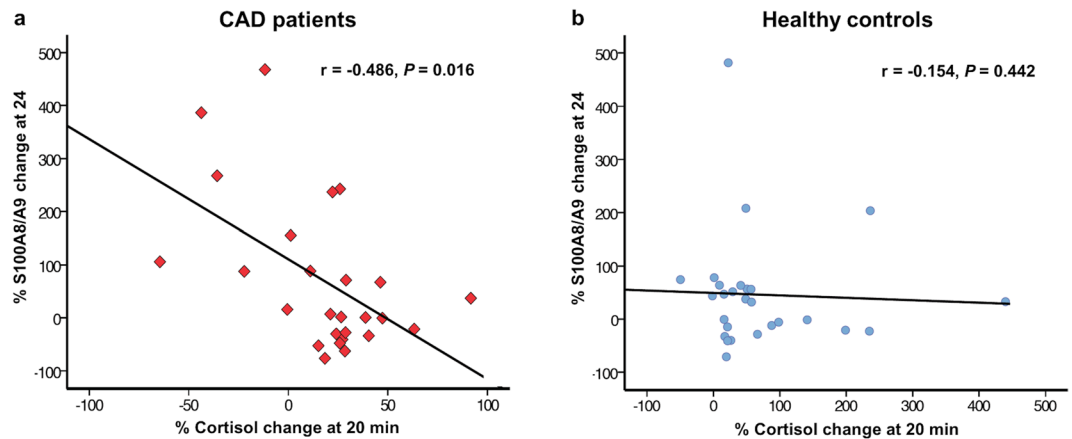 a
CAD patients
r = -0.486, P = 0.016
500
400
300
200
100
0
-100
% S100A8/A9 change at 24
-100 -50 0 50 100
% Cortisol change at 20 min
b
Healthy controls
r = -0.154, P = 0.442
500
400
300
200
100
0
-100
% S100A8/A9 change at 24
-100 0 100 200 300 400 500
% Cortisol change at 20 min